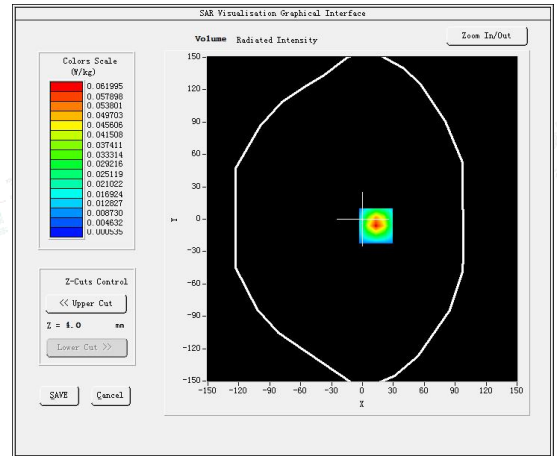 SAR Visualisation Graphical Interface
Volume Radiated Intensity
Zoom In/Out
Colors Scale
(W/kg)
0.061995
0.057898
0.053801
0.049703
0.045606
0.041508
0.037411
0.033314
0.029216
0.025119
0.021022
0.016924
0.012827
0.008730
0.004632
0.000535
Z-Cuts Control
<< Upper Cut
Z = 4.0 mm
Lower Cut >>
SAVE Cancel
150
120
90
60
30
0
-30
-60
-90
-120
-150
Y
-150 -120 -90 -60 -30 0 30 60 90 120 150
X